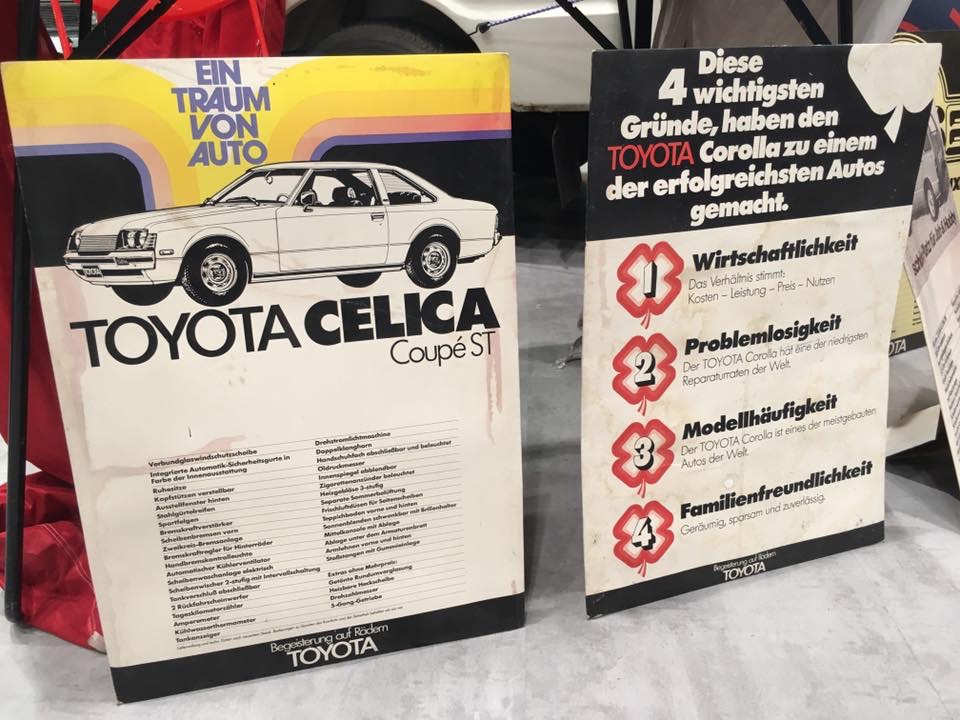 EIN
TRAUM
VON
AUTO
TOYOTA
TOYOTA CELICA
Coupé ST
Verbundglaswindschutzscheibe
Integrierte Automatik-Sicherheitsgurte in
Farbe der Innenausstattung
Ruhesitze
Kopfstützen verstellbar
Ausstellfenster hinten
Stahlgürtelreifen
Sportfelgen
Bremskraftverstärker
Scheibenbremsen vorn
Zweikreis-Bremsanlage
Bremskraftregler für Hinterräder
Handbremskontrolleuchte
Automatischer Kühlerventilator
Scheibenwaschanlage elektrisch
Scheibenwischer 2-stufig mit Intervallschaltung
Tankverschluß abschließbar
2 Rückfahrscheinwerfer
Tageskilometerzähler
Amperemeter
Kühlwasserthermometer
Tankanzeiger
Drehstromlichtmaschine
Doppelklanghorn
Handschuhfach abschließbar und beleuchtet
Öldruckmesser
Innenspiegel abblendbar
Zigarettenanzünder beleuchtet
Heizgebläse 3-stufig
Separate Sommerbelüftung
Frischluftdüsen für Seitenscheiben
Teppichboden vorne und hinten
Sonnenblenden schwenkbar mit Brillenhalter
Mittelkonsole mit Ablage
Ablage unter dem Armaturenbrett
Armlehnen vorne und hinten
Stoßstangen mit Gummieinlage
Extras ohne Mehrpreis:
Getönte Rundumverglasung
Heizbare Heckscheibe
Drehzahlmesser
5-Gang-Getriebe
Begeisterung auf Rädern
TOYOTA
4 Diese
wichtigsten
Gründe, haben den
TOYOTA Corolla zu einem
der erfolgreichsten Autos
gemacht.
1 Wirtschaftlichkeit
Das Verhältnis stimmt:
Kosten – Leistung – Preis – Nutzen
2 Problemlosigkeit
Der TOYOTA Corolla hat eine der niedrigsten
Reparaturraten der Welt.
3 Modellhäufigkeit
Der TOYOTA Corolla ist eines der meistgebauten
Autos der Welt.
4 Familienfreundlichkeit
Geräumig, sparsam und zuverlässig.
Begeisterung auf Rädern
TOYOTA
TOYOTA